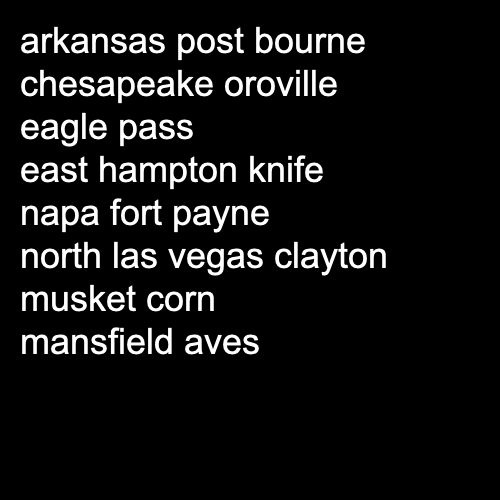 arkansas post bourne
chesapeake oroville
eagle pass
east hampton knife
napa fort payne
north las vegas clayton
musket corn
mansfield aves